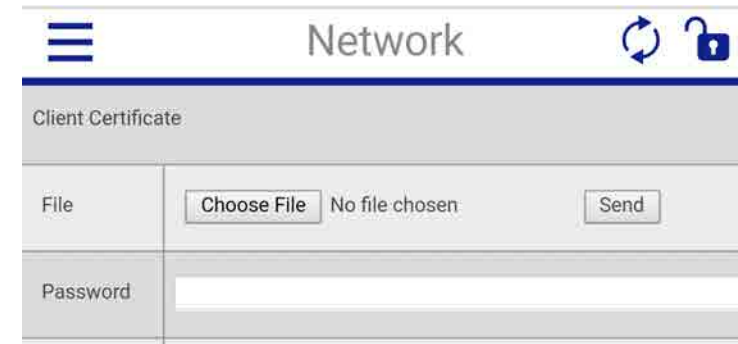 Network
Client Certificate
File Choose File No file chosen Send
Password